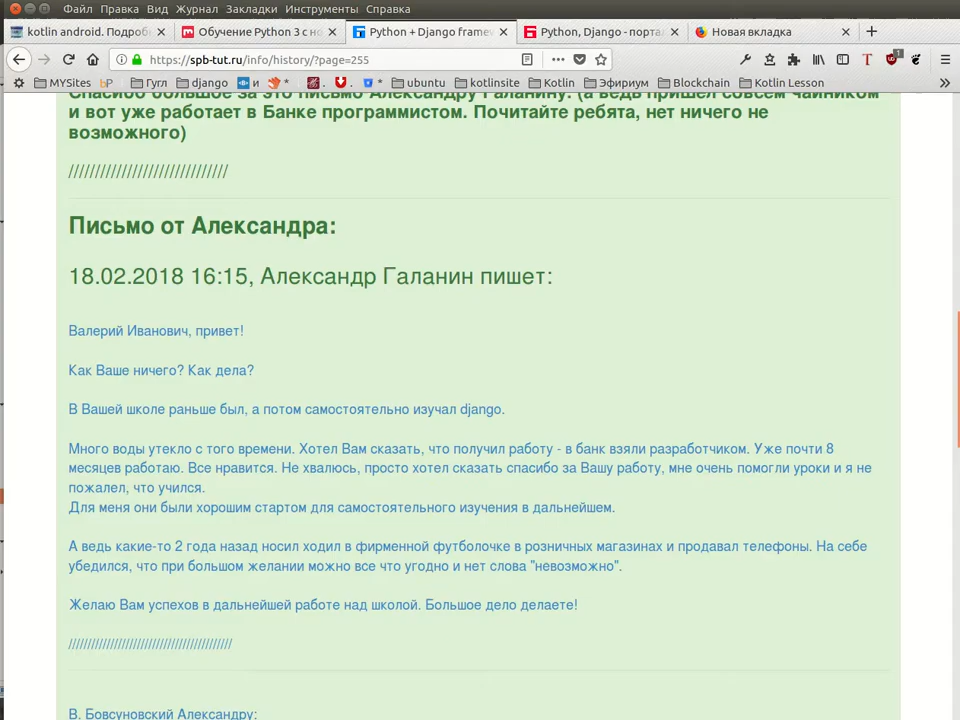 Файл Правка Вид Журнал Закладки Инструменты Справка
kotlin android. Подроб
Обучение Python 3 с но
Python + Django framew
Python, Django - портал
Новая вкладка
https://spb-tut.ru/info/history/?page=255
MYSites
Гугл
django
и
ubuntu
kotlinsite
Kotlin
Эфириум
Blockchain
Kotlin Lesson
Спасибо большое за это письмо Александру Галанину. (а ведь пришел совсем чайником
и вот уже работает в Банке программистом. Почитайте ребята, нет ничего не
возможного)
//////////////////////////////
Письмо от Александра:
18.02.2018 16:15, Александр Галанин пишет:
Валерий Иванович, привет!
Как Ваше ничего? Как дела?
В Вашей школе раньше был, а потом самостоятельно изучал django.
Много воды утекло с того времени. Хотел Вам сказать, что получил работу - в банк взяли разработчиком. Уже почти 8
месяцев работаю. Все нравится. Не хвалюсь, просто хотел сказать спасибо за Вашу работу, мне очень помогли уроки и я не
пожалел, что учился.
Для меня они были хорошим стартом для самостоятельного изучения в дальнейшем.
А ведь какие-то 2 года назад носил ходил в фирменной футболочке в розничных магазинах и продавал телефоны. На себе
убедился, что при большом желании можно все что угодно и нет слова "невозможно".
Желаю Вам успехов в дальнейшей работе над школой. Большое дело делаете!
//////////////////////////////////////////
В. Бовсуновский Александру: